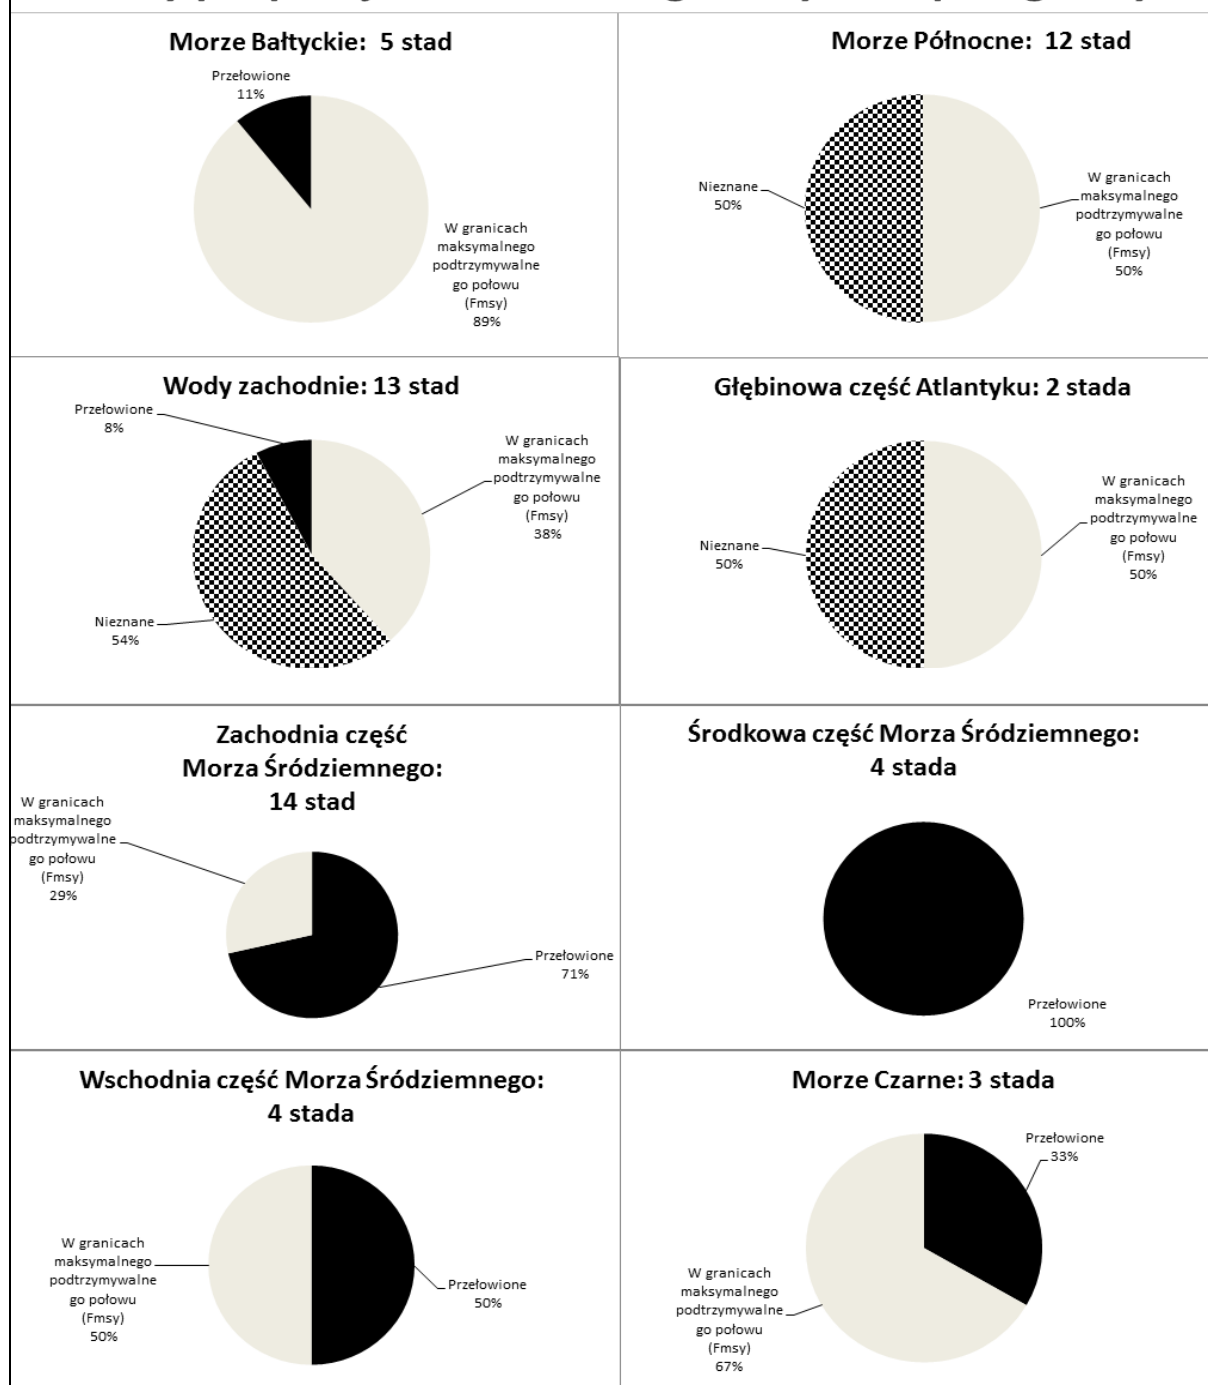 Morze Bałtyckie: 5 stad
Przełowione
11%
W granicach
maksymalnego
podtrzymywalne
go połowu
(Fmsy)
89%
Morze Północne: 12 stad
Nieznane
50%
W granicach
maksymalnego
podtrzymywalne
go połowu
(Fmsy)
50%
Wody zachodnie: 13 stad
Przełowione
8%
W granicach
maksymalnego
podtrzymywalne
go połowu
(Fmsy)
38%
Nieznane
54%
Głębinowa część Atlantyku: 2 stada
Nieznane
50%
W granicach
maksymalnego
podtrzymywalne
go połowu
(Fmsy)
50%
Zachodnia część
Morza Śródziemnego:
14 stad
W granicach
maksymalnego
podtrzymywalne
go połowu
(Fmsy)
29%
Przełowione
71%
Środkowa część Morza Śródziemnego:
4 stada
Przełowione
100%
Wschodnia część Morza Śródziemnego:
4 stada
W granicach
maksymalnego
podtrzymywalne
go połowu
(Fmsy)
50%
Przełowione
50%
Morze Czarne: 3 stada
Przełowione
33%
W granicach
maksymalnego
podtrzymywalne
go połowu
(Fmsy)
67%